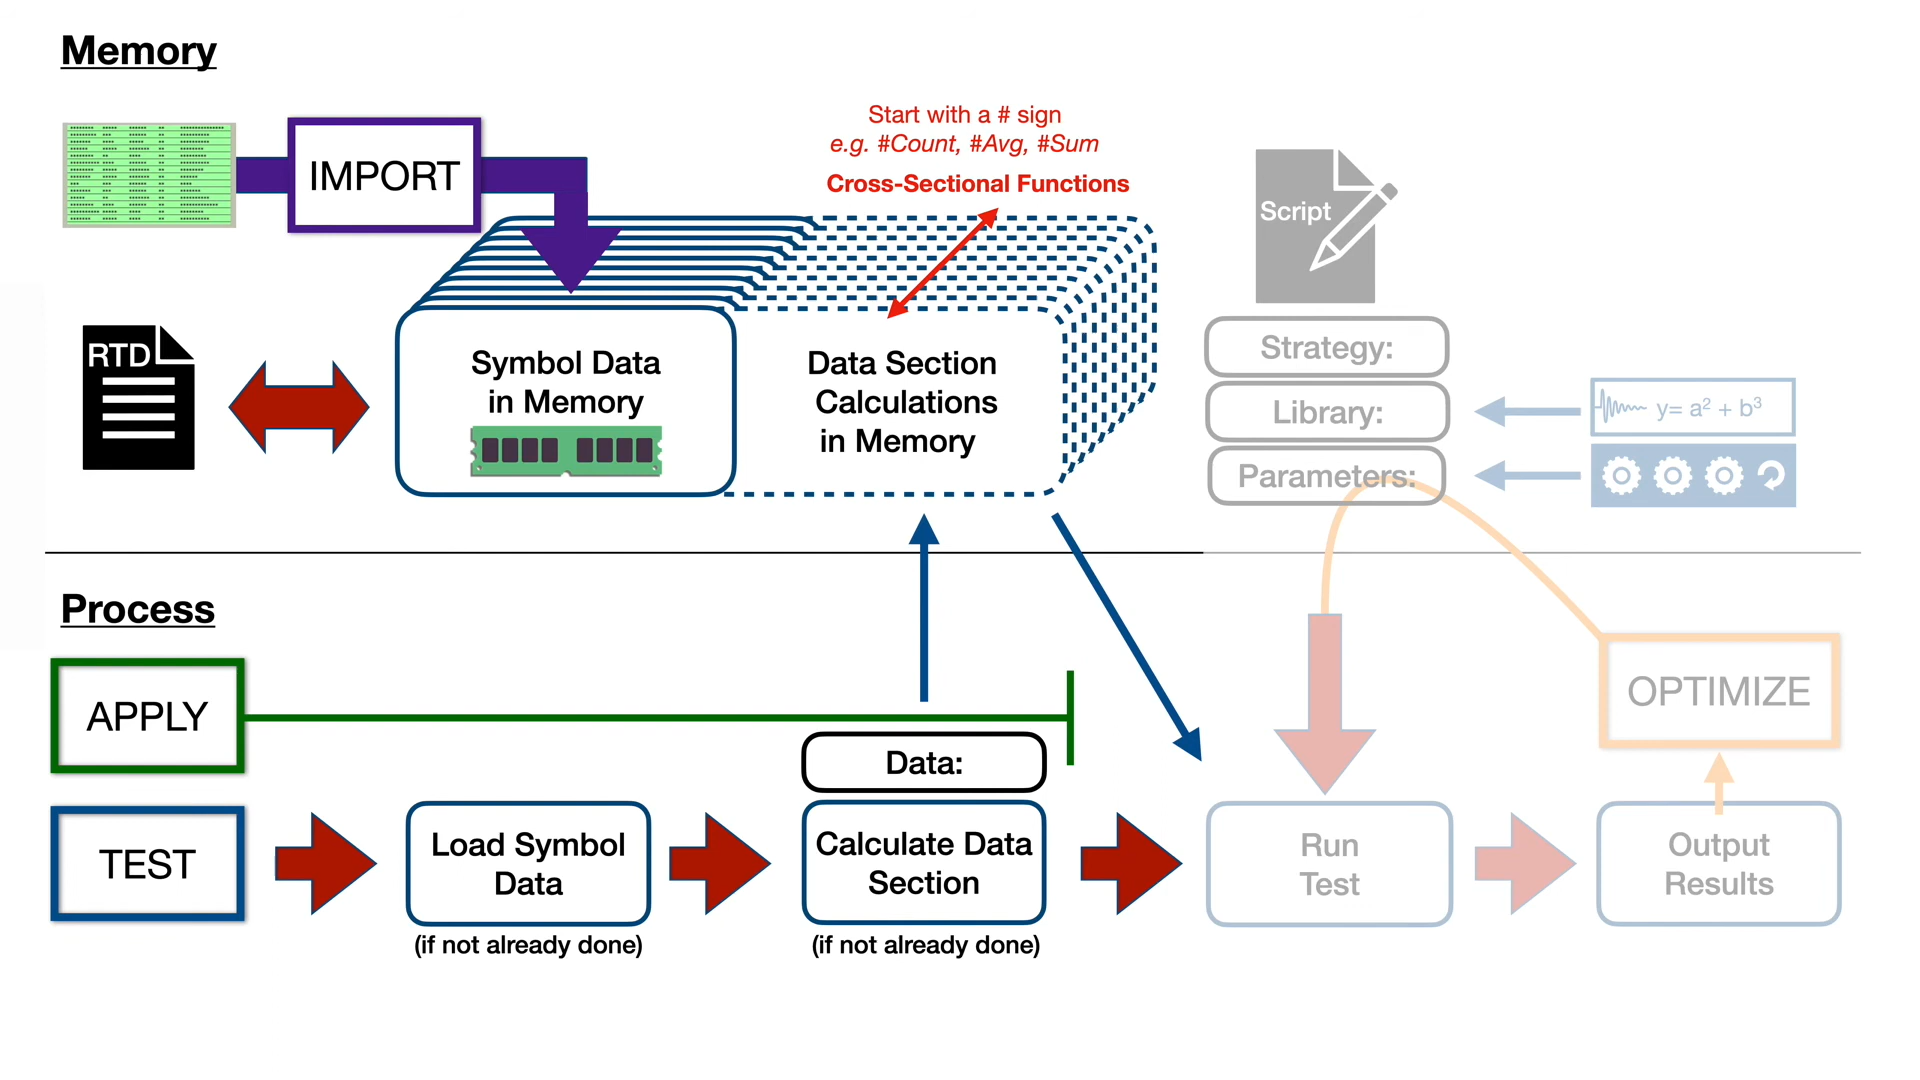 Memory
IMPORT
Start with a # sign
e.g. #Count, #Avg, #Sum
Cross-Sectional Functions
Script
RTD
Symbol Data
in Memory
Data Section
Calculations
in Memory
Strategy:
Library:
Parameters:
y= a² + b³
Process
APPLY
OPTIMIZE
Data:
TEST
Load Symbol
Data
(if not already done)
Calculate Data
Section
(if not already done)
Run
Test
Output
Results